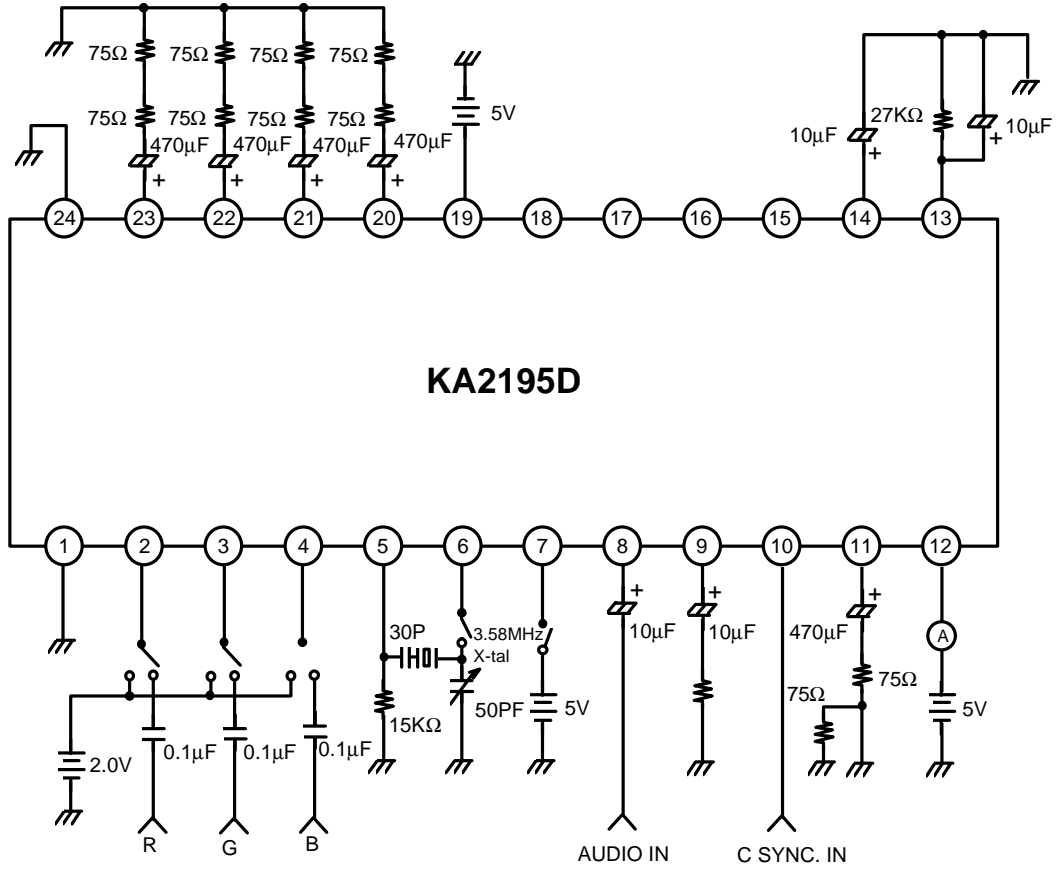 75Ω 75Ω 75Ω 75Ω
75Ω 75Ω 75Ω 75Ω
470μF 470μF 470μF 470μF
+ + + +
5V
10μF
+
27KΩ
10μF
+
24 23 22 21 20 19 18 17 16 15 14 13
KA2195D
1 2 3 4 5 6 7 8 9 10 11 12
30P
3.58MHz
X-tal
15KΩ
50PF
5V
+
10μF
+
10μF
+
470μF
75Ω
75Ω
A
5V
2.0V
0.1μF 0.1μF 0.1μF
R G B
AUDIO IN
C SYNC. IN